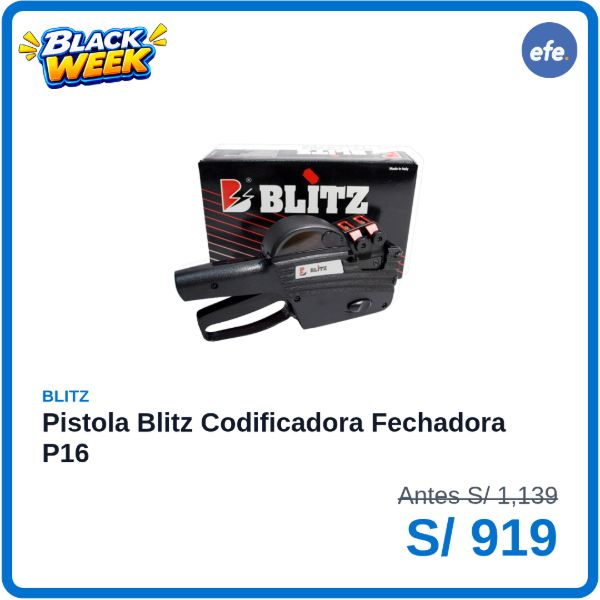 BLACK
WEEK
efe.
Made in Italy
BLITZ
BLITZ
BLITZ
Pistola Blitz Codificadora Fechadora
P16
Antes S/ 1,139
S/ 919